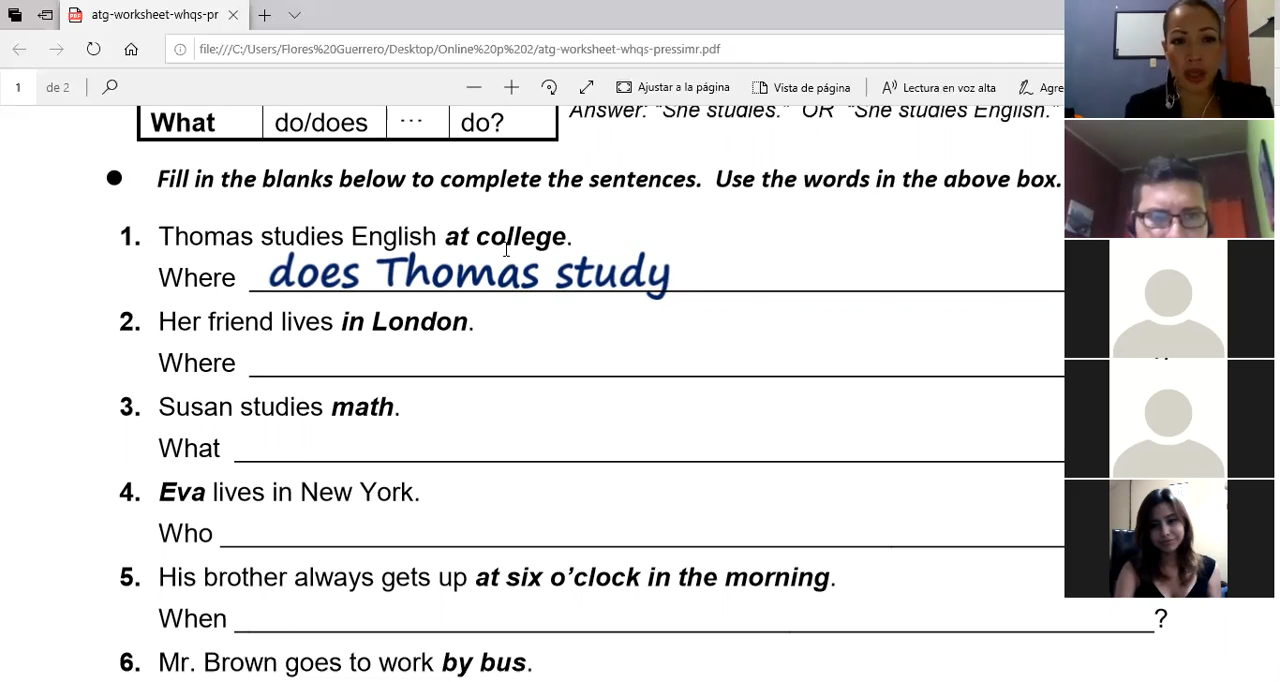 atg-worksheet-whqs-pr
file:///C:/Users/Flores%20Guerrero/Desktop/Online%20p%202/atg-worksheet-whqs-pressimr.pdf
1 de 2 Ajustar a la página Vista de página Lectura en voz alta Agre
What do/does ... do? Answer: "She studies." OR "She studies English."
● Fill in the blanks below to complete the sentences. Use the words in the above box.
1. Thomas studies English at college.
Where does Thomas study
2. Her friend lives in London.
Where
3. Susan studies math.
What
4. Eva lives in New York.
Who
5. His brother always gets up at six o'clock in the morning.
When ?
6. Mr. Brown goes to work by bus.